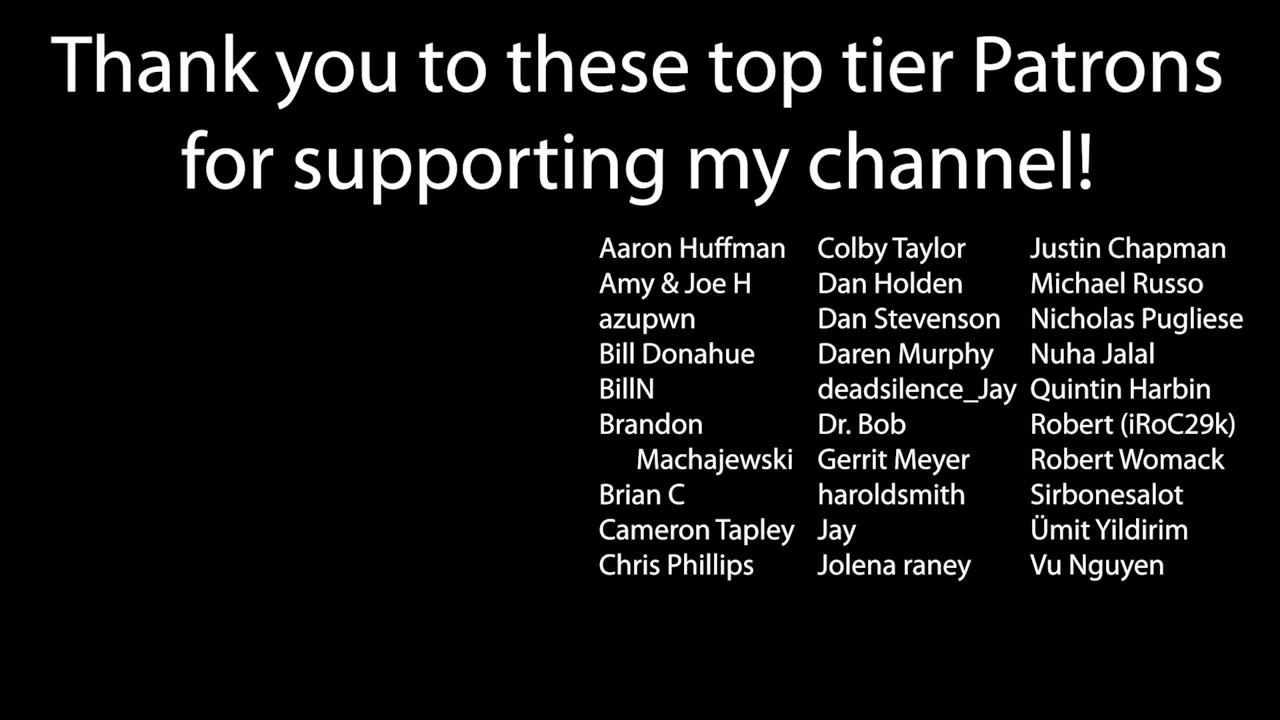 Thank you to these top tier Patrons
for supporting my channel!
Aaron Huffman
Amy & Joe H
azupwn
Bill Donahue
BillN
Brandon
Machajewski
Brian C
Cameron Tapley
Chris Phillips
Colby Taylor
Dan Holden
Dan Stevenson
Daren Murphy
deadsilence_Jay
Dr. Bob
Gerrit Meyer
haroldsmith
Jay
Jolena raney
Justin Chapman
Michael Russo
Nicholas Pugliese
Nuha Jalal
Quintin Harbin
Robert (iRoC29k)
Robert Womack
Sirbonesalot
Ümit Yildirim
Vu Nguyen